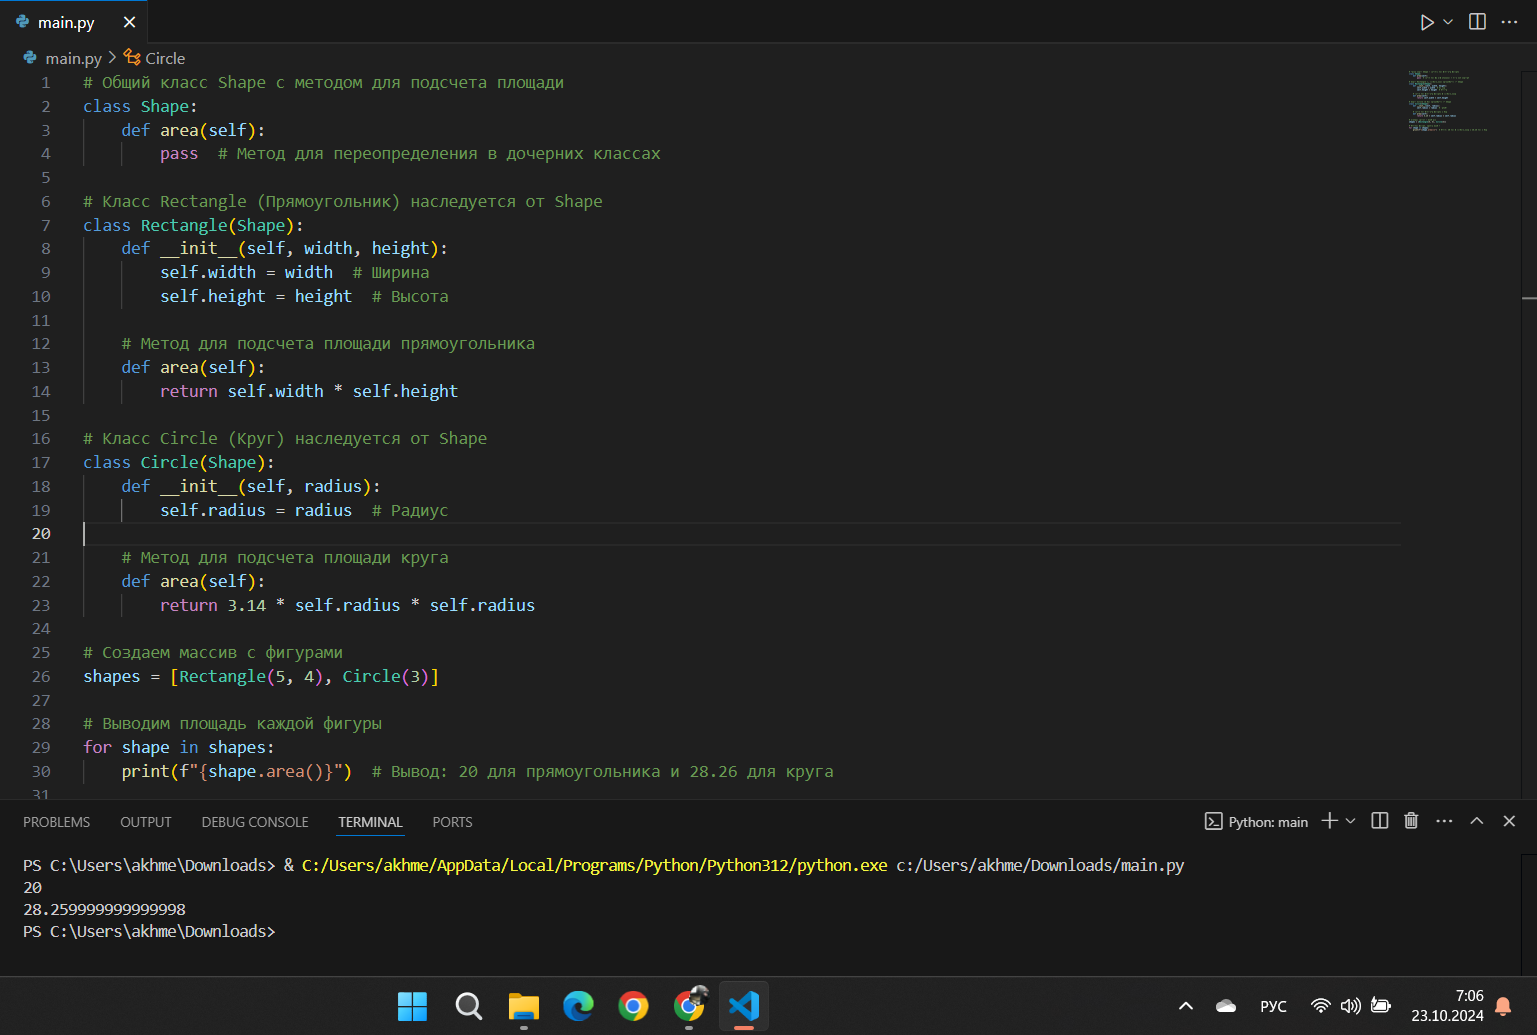 main.py
main.py > Circle
1 # Общий класс Shape с методом для подсчета площади
2 class Shape:
3     def area(self):
4         pass  # Метод для переопределения в дочерних классах
5
6 # Класс Rectangle (Прямоугольник) наследуется от Shape
7 class Rectangle(Shape):
8     def __init__(self, width, height):
9         self.width = width  # Ширина
10         self.height = height  # Высота
11
12     # Метод для подсчета площади прямоугольника
13     def area(self):
14         return self.width * self.height
15
16 # Класс Circle (Круг) наследуется от Shape
17 class Circle(Shape):
18     def __init__(self, radius):
19         self.radius = radius  # Радиус
20
21     # Метод для подсчета площади круга
22     def area(self):
23         return 3.14 * self.radius * self.radius
24
25 # Создаем массив с фигурами
26 shapes = [Rectangle(5, 4), Circle(3)]
27
28 # Выводим площадь каждой фигуры
29 for shape in shapes:
30     print(f"{shape.area()}")  # Вывод: 20 для прямоугольника и 28.26 для круга
31
PROBLEMS OUTPUT DEBUG CONSOLE TERMINAL PORTS Python: main
PS C:\Users\akhme\Downloads> & C:/Users/akhme/AppData/Local/Programs/Python/Python312/python.exe c:/Users/akhme/Downloads/main.py
20
28.259999999999998
PS C:\Users\akhme\Downloads>
РУС
7:06
23.10.2024